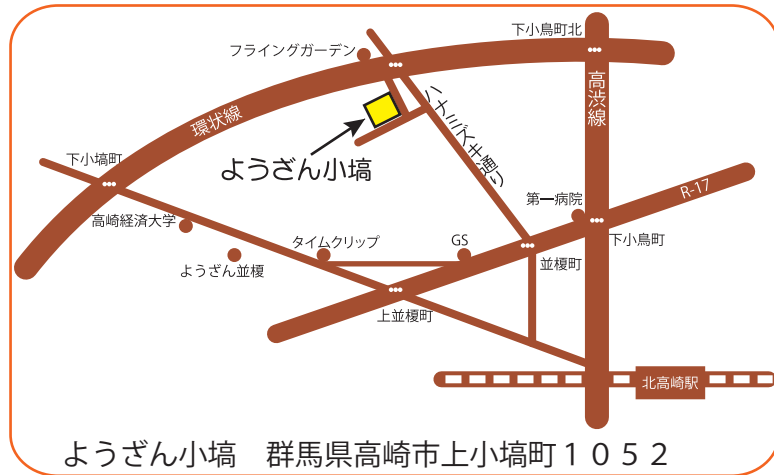 下小鳥町北
フライングガーデン
高渋線
環状線
ハナミズキ通り
下小塙町
ようざん小塙
R-17
第一病院
高崎経済大学
下小鳥町
タイムクリップ
GS
ようざん並榎
並榎町
上並榎町
北高崎駅
ようざん小塙　群馬県高崎市上小塙町１０５２